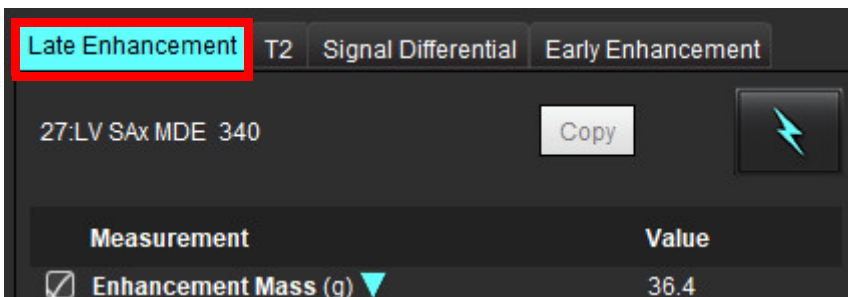 Late Enhancement T2 Signal Differential Early Enhancement
27:LV SAx MDE 340 Copy
Measurement Value
Enhancement Mass (g) 36.4